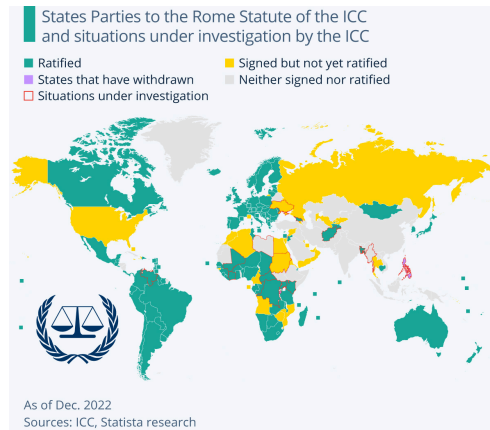 States Parties to the Rome Statute of the ICC
and situations under investigation by the ICC
Ratified
Signed but not yet ratified
States that have withdrawn
Neither signed nor ratified
Situations under investigation
As of Dec. 2022
Sources: ICC, Statista research